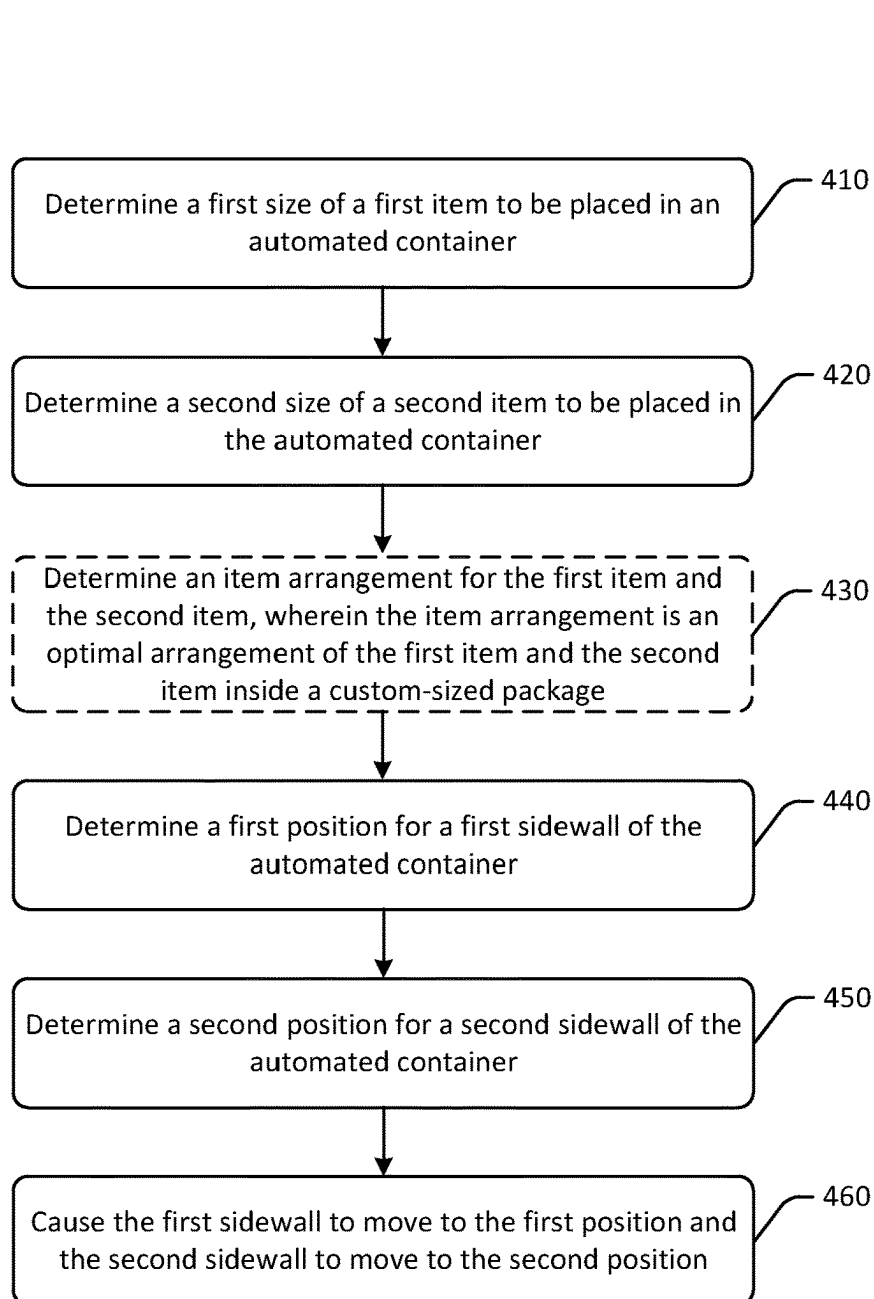 Determine a first size of a first item to be placed in an
automated container
410
Determine a second size of a second item to be placed in
the automated container
420
Determine an item arrangement for the first item and
the second item, wherein the item arrangement is an
optimal arrangement of the first item and the second
item inside a custom-sized package
430
Determine a first position for a first sidewall of the
automated container
440
Determine a second position for a second sidewall of the
automated container
450
Cause the first sidewall to move to the first position and
the second sidewall to move to the second position
460